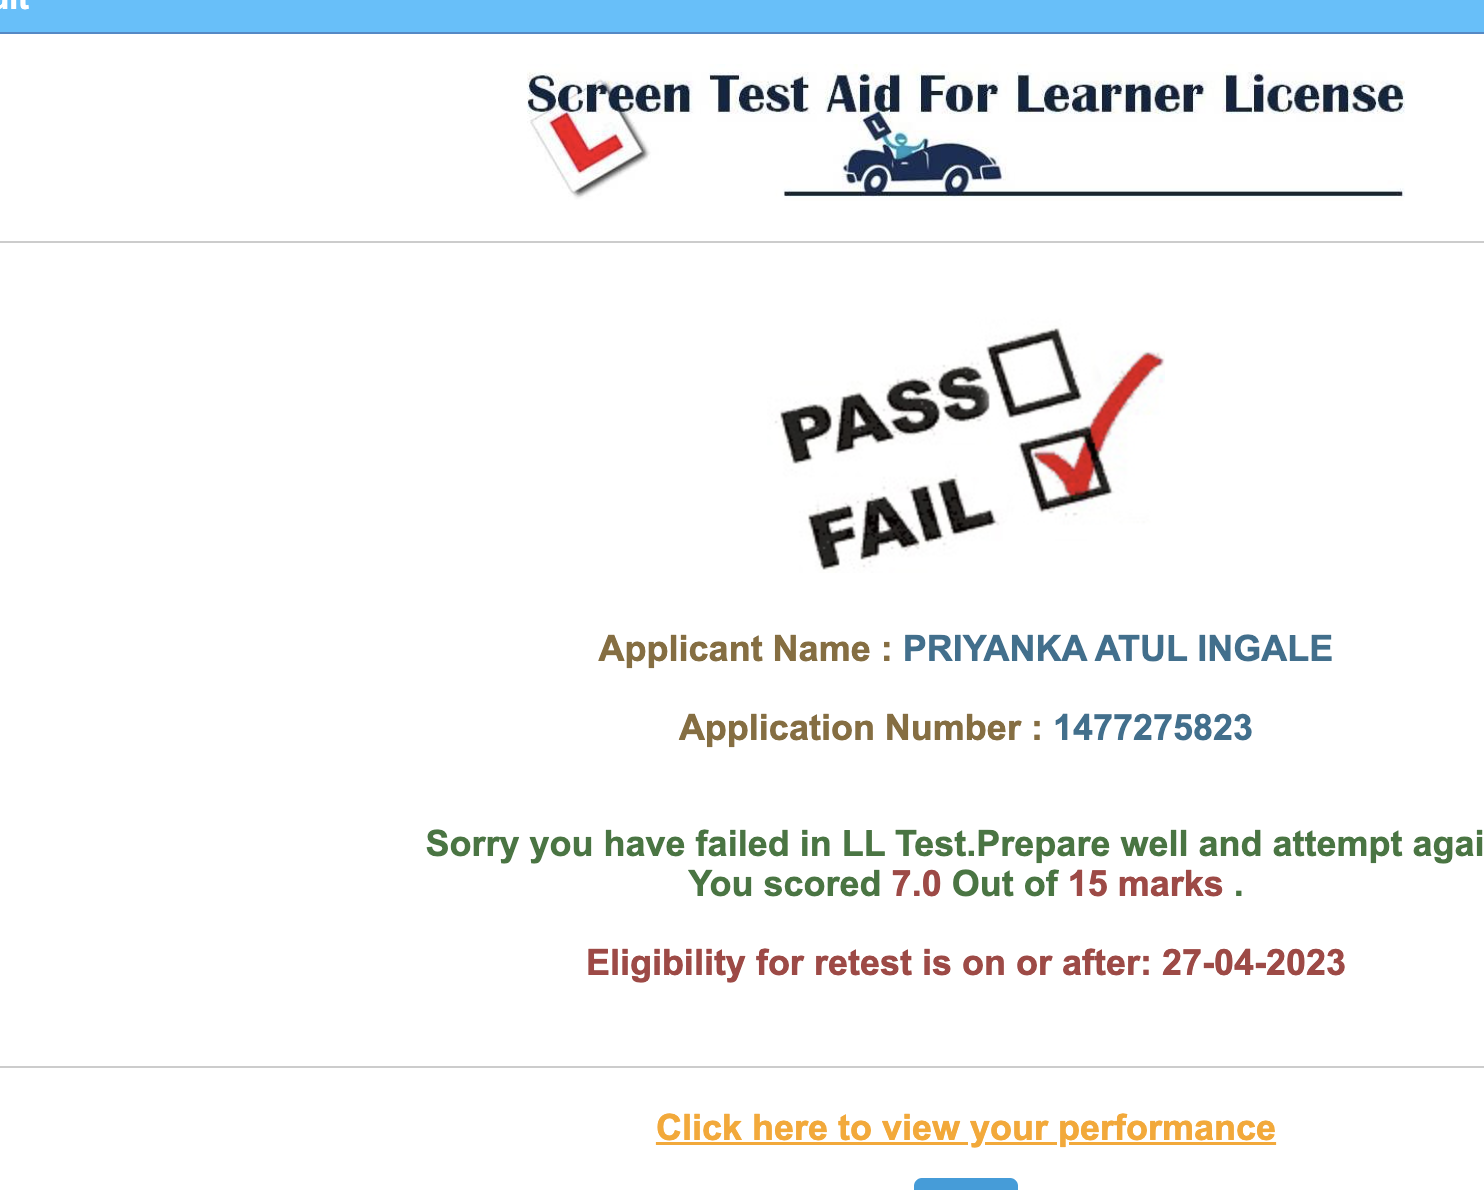 Screen Test Aid For Learner License
L
L
PASS
FAIL
Applicant Name : PRIYANKA ATUL INGALE
Application Number : 1477275823
Sorry you have failed in LL Test.Prepare well and attempt agai
You scored 7.0 Out of 15 marks .
Eligibility for retest is on or after: 27-04-2023
Click here to view your performance